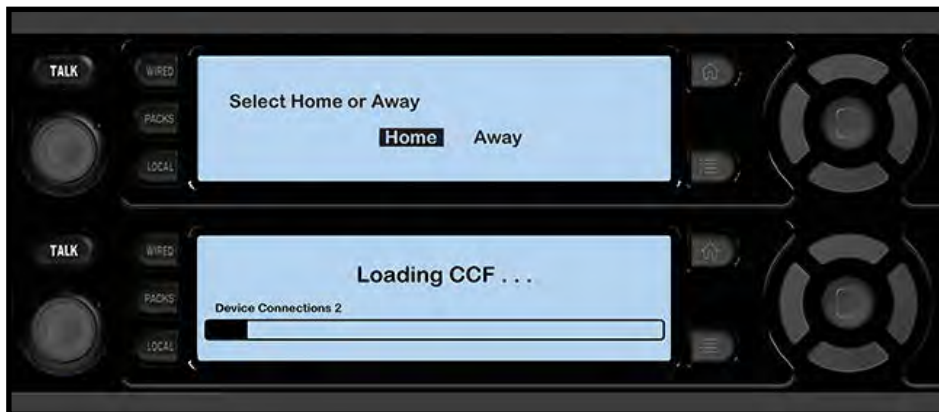 TALK
WIRED
PACKS
LOCAL
Select Home or Away
Home Away
TALK
WIRED
PACKS
LOCAL
Loading CCF . . .
Device Connections 2